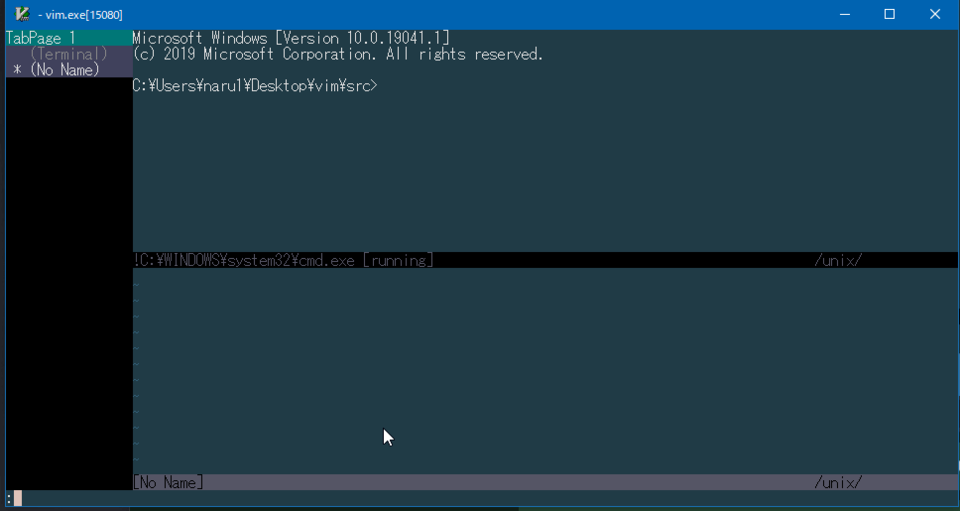 - vim.exe[15080]
TabPage 1
(Terminal)
* (No Name)
Microsoft Windows [Version 10.0.19041.1]
(c) 2019 Microsoft Corporation. All rights reserved.
C:¥Users¥naru1¥Desktop¥vim¥src>
!C:¥WINDOWS¥system32¥cmd.exe [running] /unix/
~
~
~
~
~
~
~
~
~
~
~
~
[No Name] /unix/
: